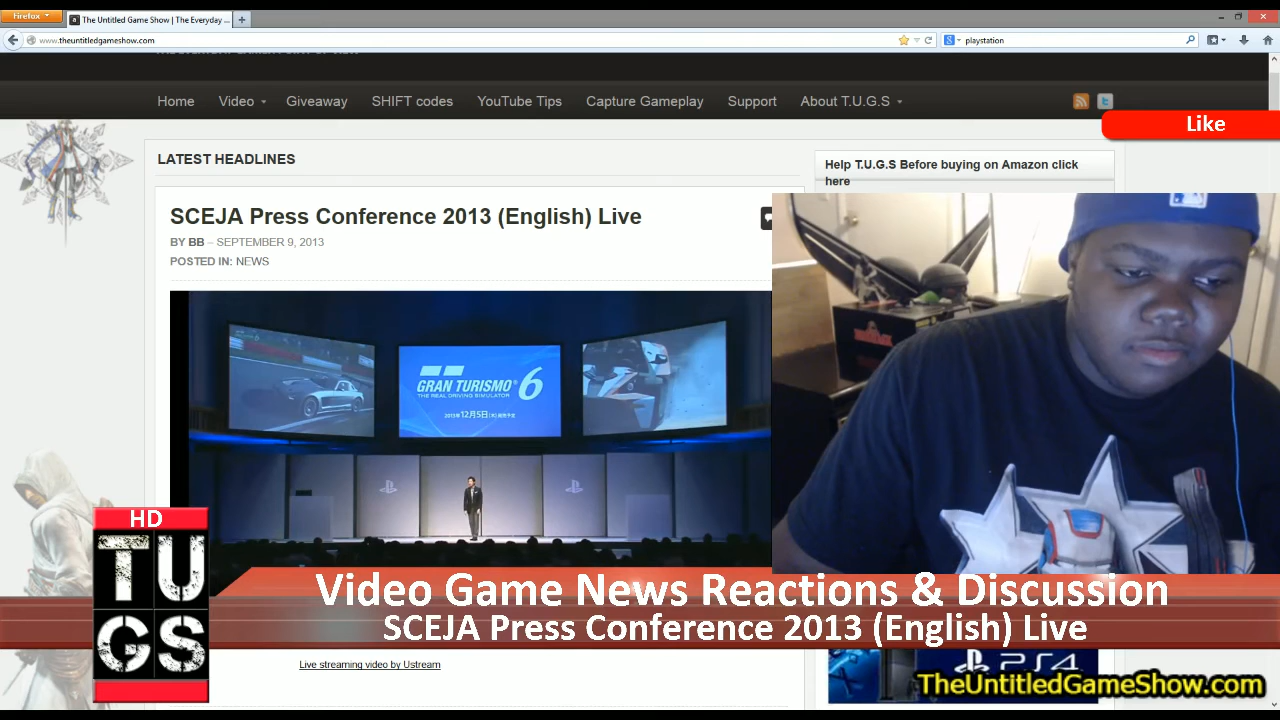 Firefox
The Untitled Game Show | The Everyday ...
www.theuntitledgameshow.com
playstation
Home
Video
Giveaway
SHIFT codes
YouTube Tips
Capture Gameplay
Support
About T.U.G.S
Like
LATEST HEADLINES
Help T.U.G.S Before buying on Amazon click
here
SCEJA Press Conference 2013 (English) Live
BY BB – SEPTEMBER 9, 2013
POSTED IN: NEWS
GRAN TURISMO 6
THE REAL DRIVING SIMULATOR
HD
TUGS
Video Game News Reactions & Discussion
SCEJA Press Conference 2013 (English) Live
Live streaming video by Ustream
PS4
TheUntitledGameShow.com